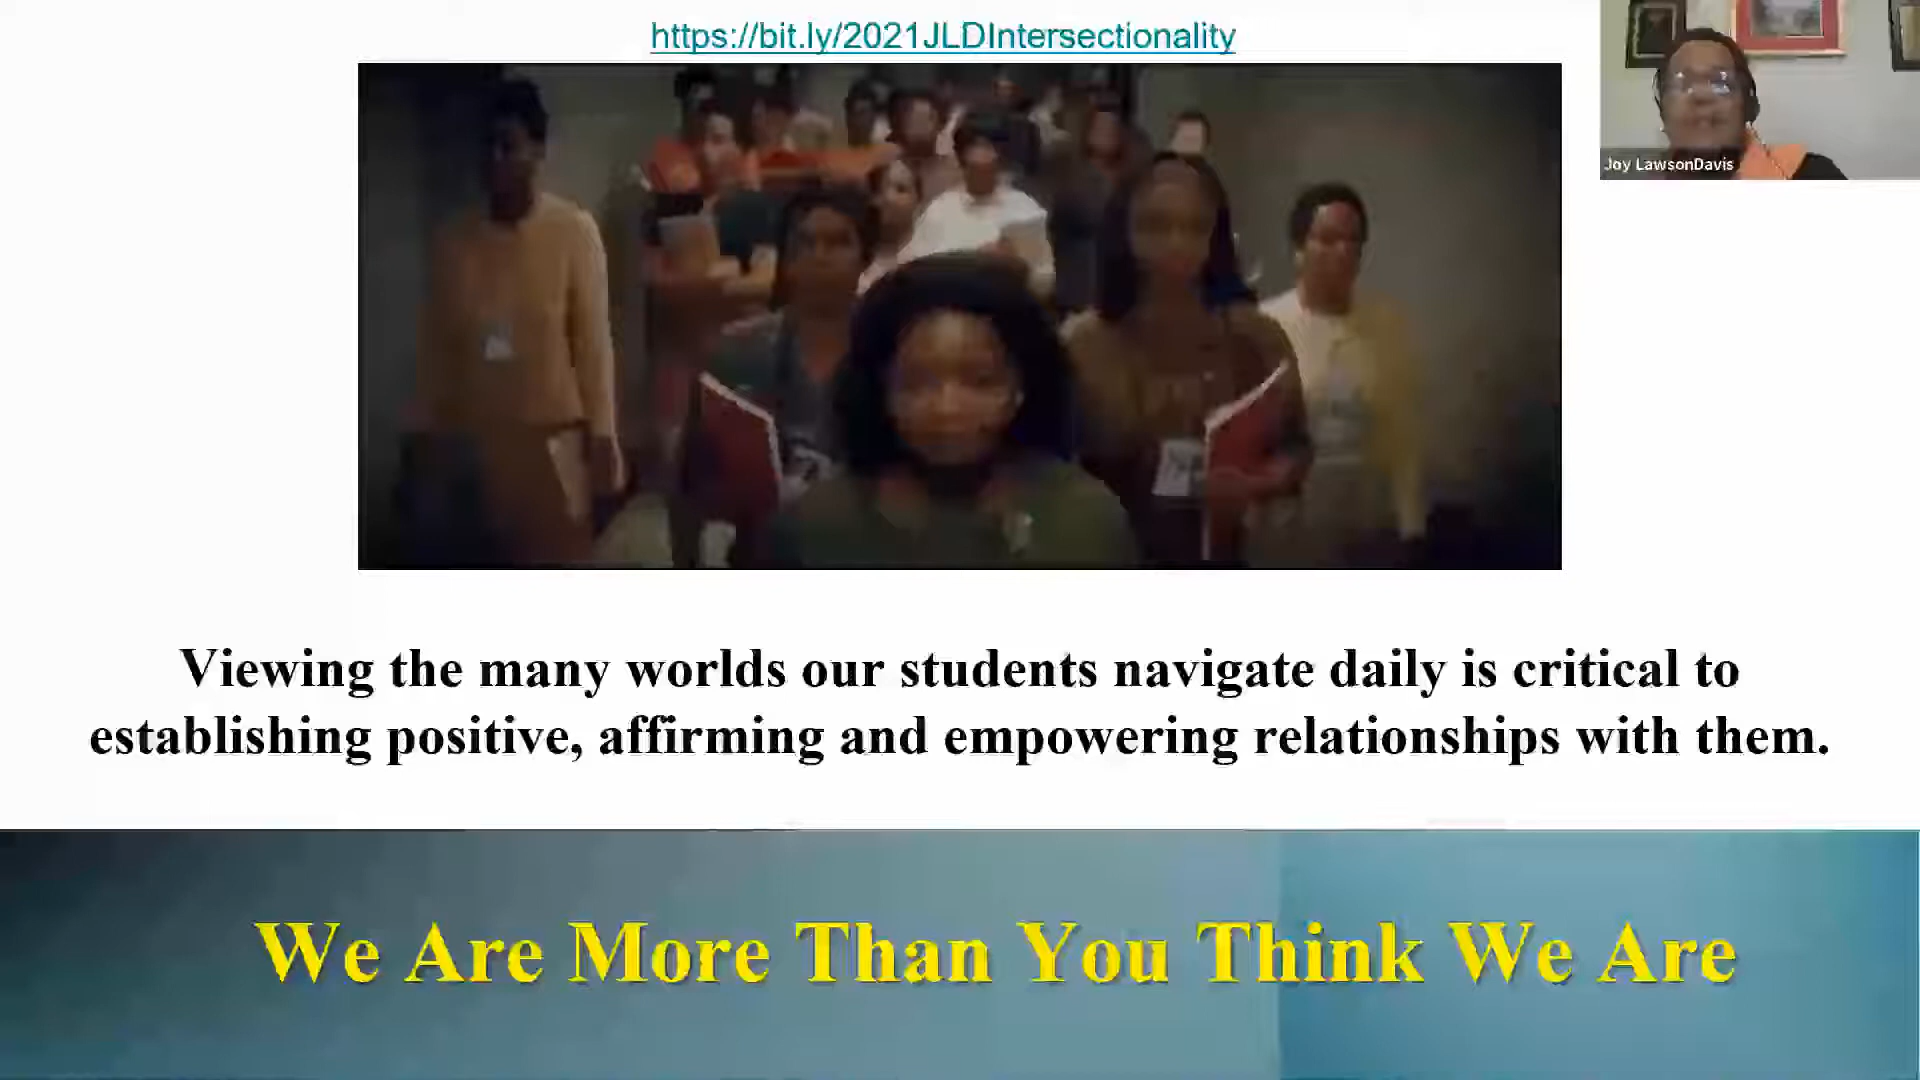 https://bit.ly/2021JLDIntersectionality
Joy LawsonDavis
Viewing the many worlds our students navigate daily is critical to
establishing positive, affirming and empowering relationships with them.
We Are More Than You Think We Are